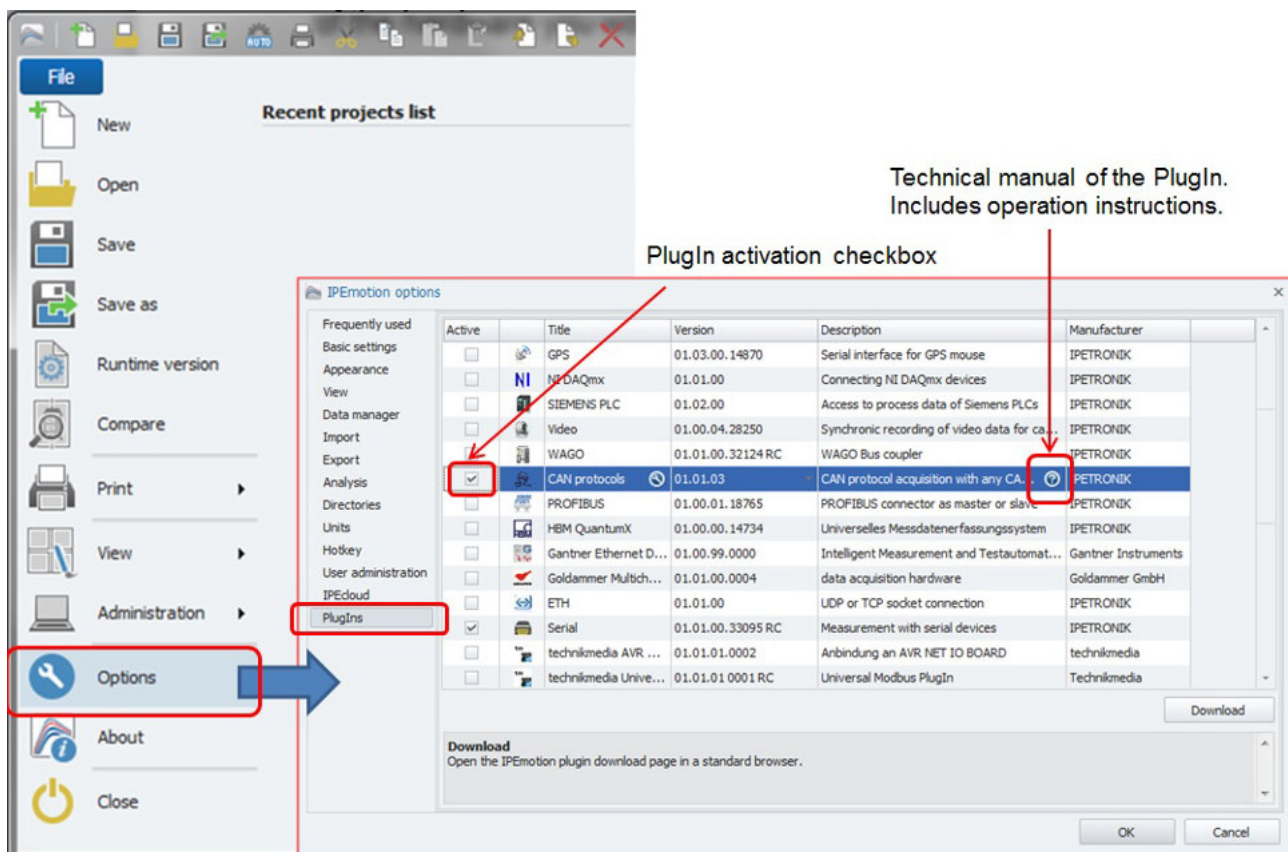 AUTO
File
New
Recent projects list
Open
Save
Save as
Runtime version
Compare
Print
View
Administration
Options
About
Close
Technical manual of the PlugIn.
Includes operation instructions.
PlugIn activation checkbox
IPEmotion options
Frequently used
Basic settings
Appearance
View
Data manager
Import
Export
Analysis
Directories
Units
Hotkey
User administration
IPEcloud
PlugIns
Active Title Version Description Manufacturer
GPS 01.03.00.14870 Serial interface for GPS mouse IPETRONIK
NI NI DAQmx 01.01.00 Connecting NI DAQmx devices IPETRONIK
SIEMENS PLC 01.02.00 Access to process data of Siemens PLCs IPETRONIK
Video 01.00.04.28250 Synchronic recording of video data for ca... IPETRONIK
WAGO 01.01.00.32124 RC WAGO Bus coupler IPETRONIK
CAN protocols 01.01.03 CAN protocol acquisition with any CA... IPETRONIK
PROFIBUS 01.00.01.18765 PROFIBUS connector as master or slave IPETRONIK
HBM HBM QuantumX 01.00.00.14734 Universelles Messdatenerfassungssystem IPETRONIK
Gantner Ethernet D... 01.00.99.0000 Intelligent Measurement and Testautomat... Gantner Instruments
Goldammer Multich... 01.01.00.0004 data acquisition hardware Goldammer GmbH
ETH 01.01.00 UDP or TCP socket connection IPETRONIK
Serial 01.01.00.33095 RC Measurement with serial devices IPETRONIK
technikmedia AVR ... 01.01.01.0002 Anbindung an AVR NET IO BOARD technikmedia
technikmedia Unive... 01.01.01 0001 RC Universal Modbus PlugIn Technikmedia
Download
Download
Open the IPEmotion plugin download page in a standard browser.
OK Cancel